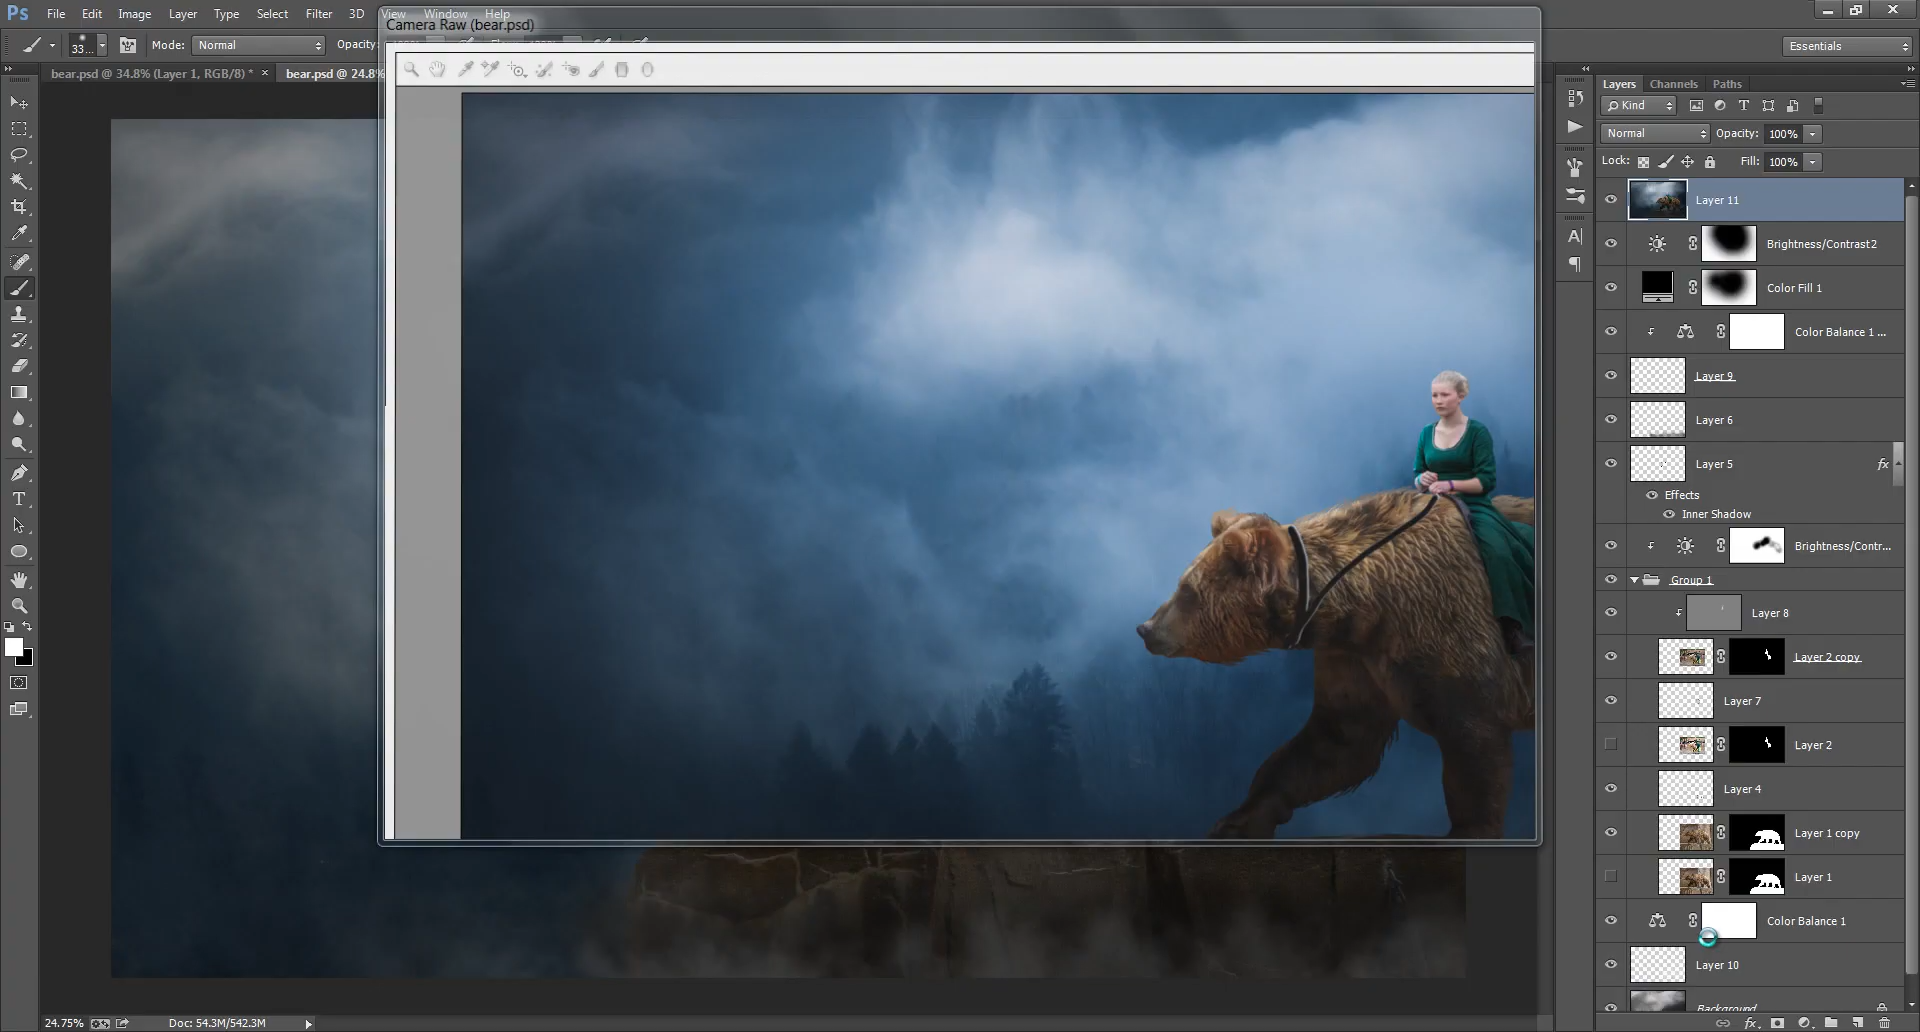 Ps File Edit Image Layer Type Select Filter 3D View Window Help
33... Mode: Normal Opacity:
Essentials
bear.psd @ 34.8% (Layer 1, RGB/8) * × bear.psd @ 24.8%
Camera Raw (bear.psd)
Layers Channels Paths
Kind
Normal Opacity: 100%
Lock: Fill: 100%
Layer 11
Brightness/Contrast2
Color Fill 1
Color Balance 1 ...
Layer 9
Layer 6
Layer 5 fx
Effects
Inner Shadow
Brightness/Contr...
Group 1
Layer 8
Layer 2 copy
Layer 7
Layer 2
Layer 4
Layer 1 copy
Layer 1
Color Balance 1
Layer 10
Background
24.75% Doc: 54.3M/542.3M